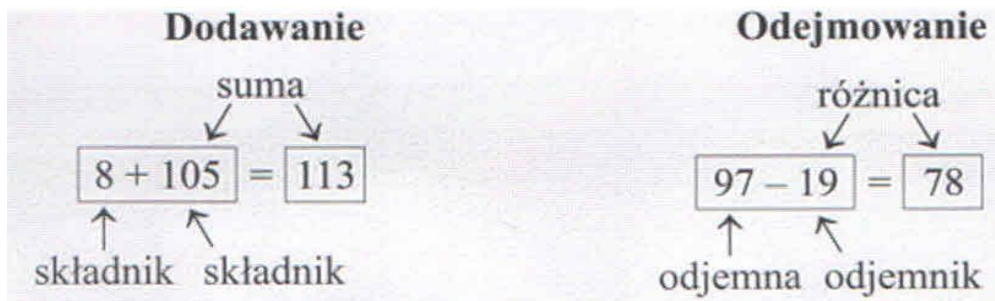 Dodawanie
suma
8 + 105 = 113
składnik składnik
Odejmowanie
różnica
97 – 19 = 78
odjemna odjemnik